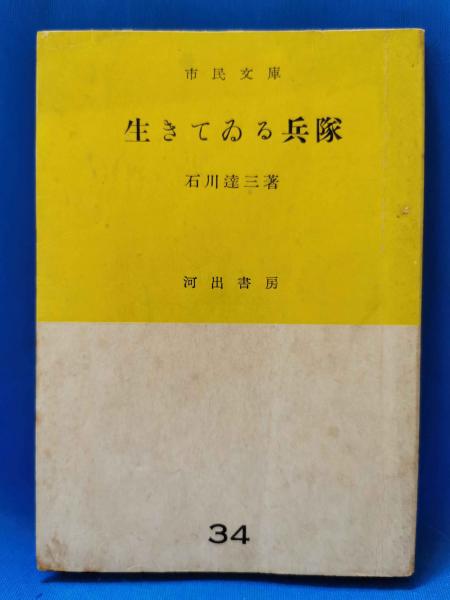 市民文庫
生きてゐる兵隊
石川達三著
河出書房
34